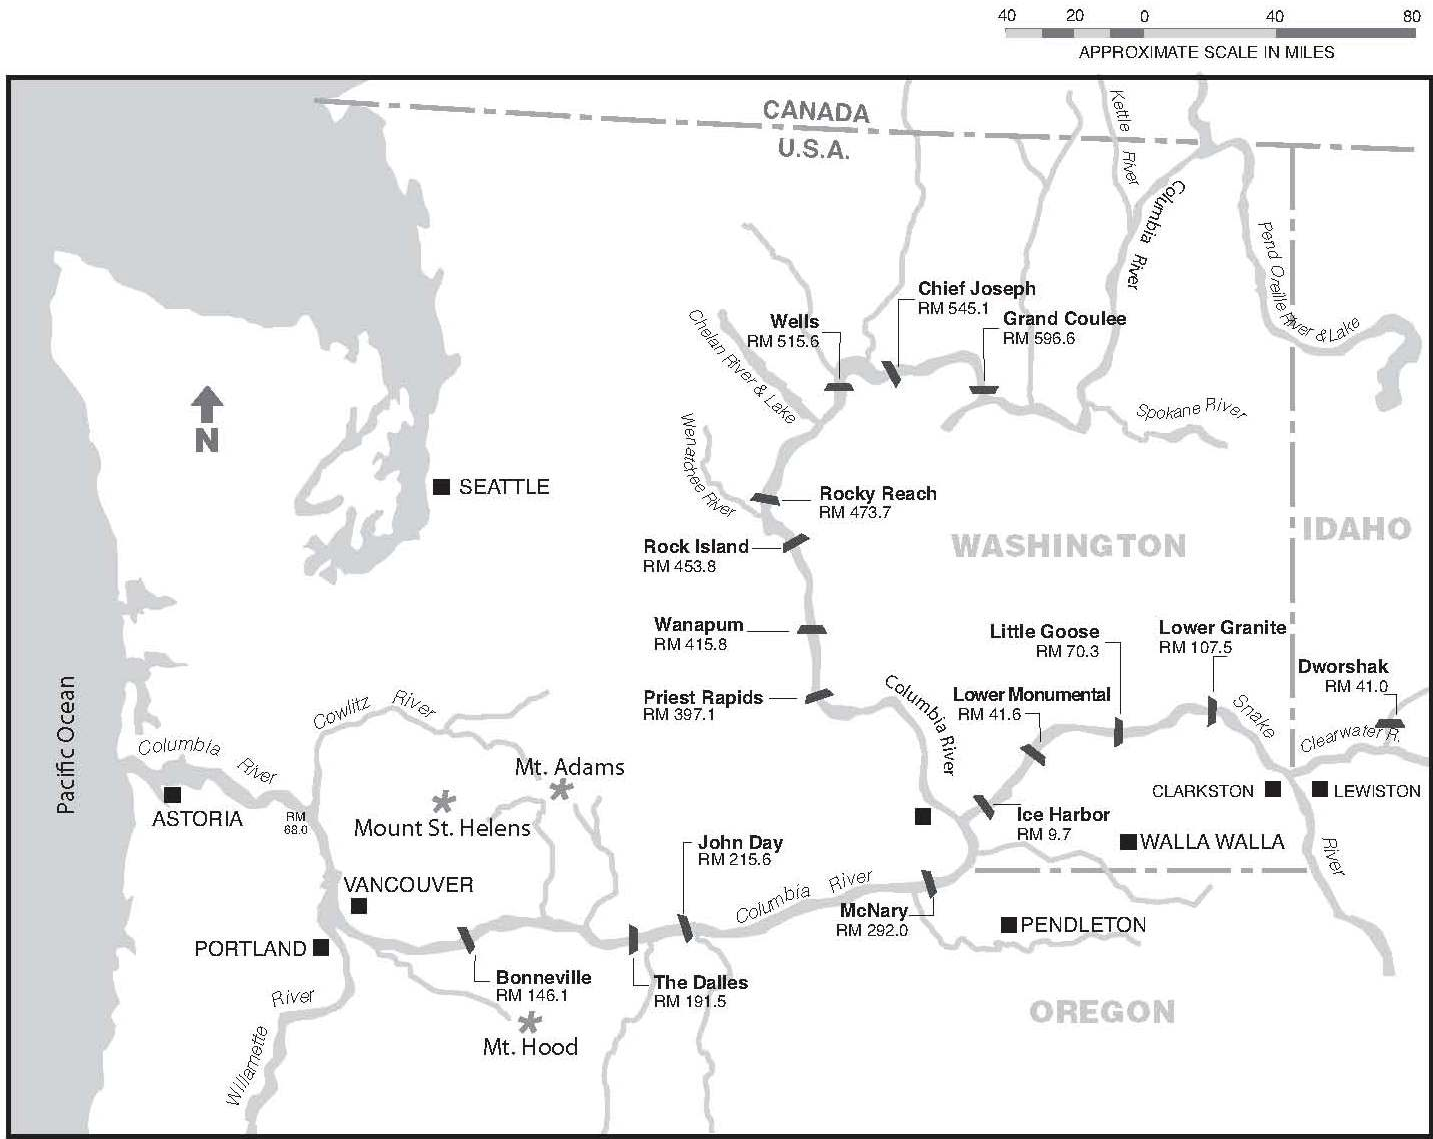 40 20 0 40 80
APPROXIMATE SCALE IN MILES
CANADA
U.S.A.
Kettle River
Columbia River
Pend Oreille River & Lake
Chief Joseph
RM 545.1
Grand Coulee
RM 596.6
Wells
RM 515.6
Chelan River & Lake
Spokane River
Wenatchee River
N
SEATTLE
Rocky Reach
RM 473.7
Rock Island
RM 453.8
WASHINGTON
IDAHO
Wanapum
RM 415.8
Little Goose
RM 70.3
Lower Granite
RM 107.5
Dworshak
RM 41.0
Priest Rapids
RM 397.1
Columbia River
Lower Monumental
RM 41.6
Snake
Clearwater R.
Pacific Ocean
Cowlitz River
Columbia River
Mt. Adams
ASTORIA
RM
68.0
Mount St. Helens
CLARKSTON
LEWISTON
Ice Harbor
RM 9.7
WALLA WALLA
River
John Day
RM 215.6
VANCOUVER
Columbia River
McNary
RM 292.0
PENDLETON
PORTLAND
Bonneville
RM 146.1
The Dalles
RM 191.5
River
Willamette
Mt. Hood
OREGON